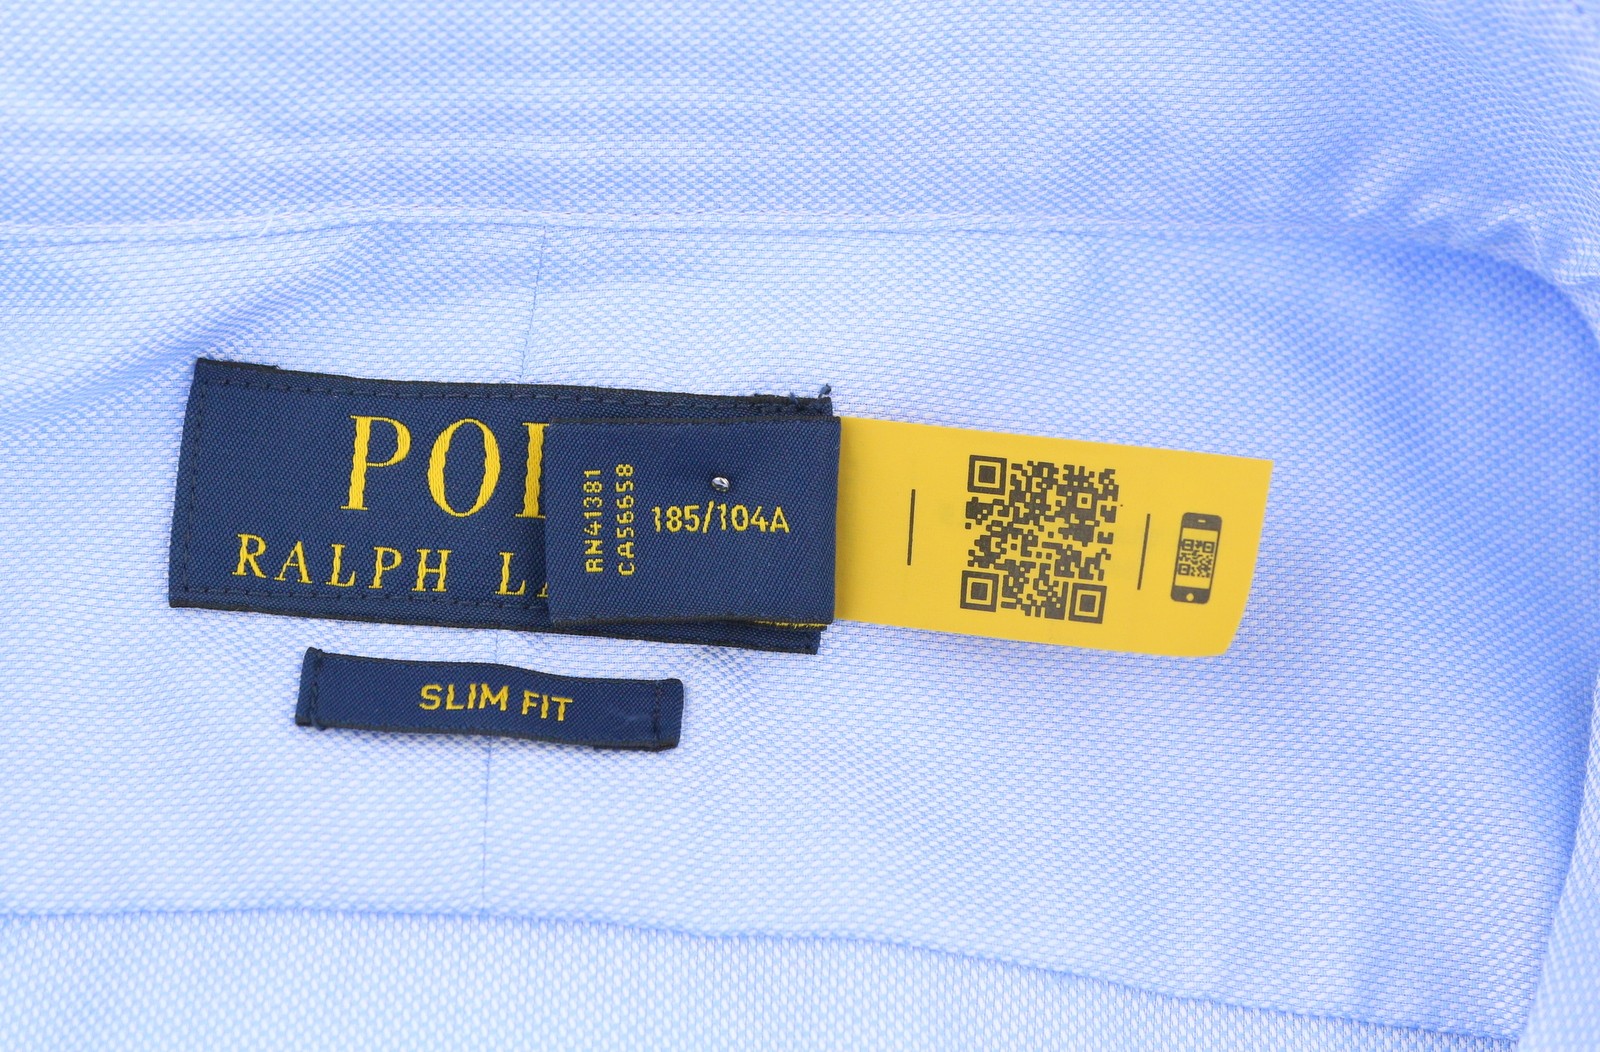 POL
RALPH LA
RN41381
CA56658
185/104A
SLIM FIT